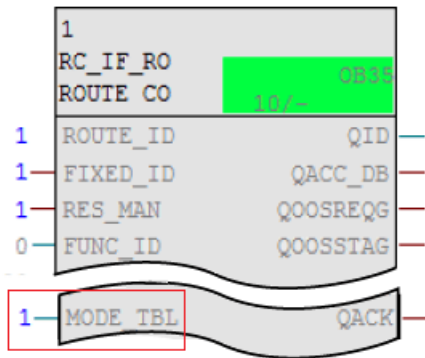 1
RC_IF_RO
ROUTE CO
OB35
10/-
1 ROUTE_ID QID
1 FIXED_ID QACC_DB
1 RES_MAN QOOSREQG
0 FUNC_ID QOOSSTAG
1 MODE_TBL QACK